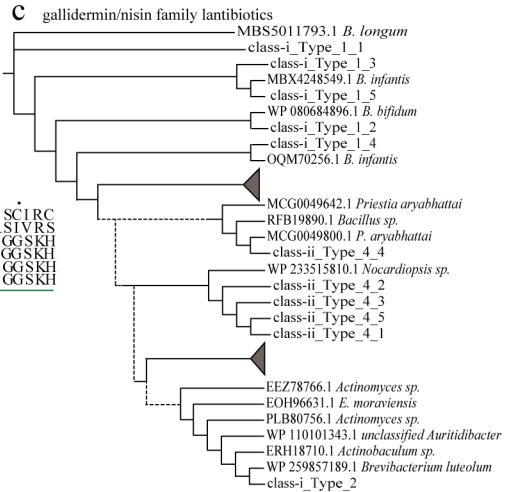 c gallidermin/nisin family lantibiotics
MBS5011793.1 B. longum
class-i_Type_1_1
class-i_Type_1_3
MBX4248549.1 B. infantis
class-i_Type_1_5
WP 080684896.1 B. bifidum
class-i_Type_1_2
class-i_Type_1_4
OQM70256.1 B. infantis
MCG0049642.1 Priestia aryabhattai
RFB19890.1 Bacillus sp.
MCG0049800.1 P. aryabhattai
class-ii_Type_4_4
WP 233515810.1 Nocardiopsis sp.
class-ii_Type_4_2
class-ii_Type_4_3
class-ii_Type_4_5
class-ii_Type_4_1
EEZ78766.1 Actinomyces sp.
EOH96631.1 E. moraviensis
PLB80756.1 Actinomyces sp.
WP 110101343.1 unclassified Auritidibacter
ERH18710.1 Actinobaculum sp.
WP 259857189.1 Brevibacterium luteolum
class-i_Type_2
SCIRC
SIVRS
GGSKH
GGSKH
GGSKH
GGSKH